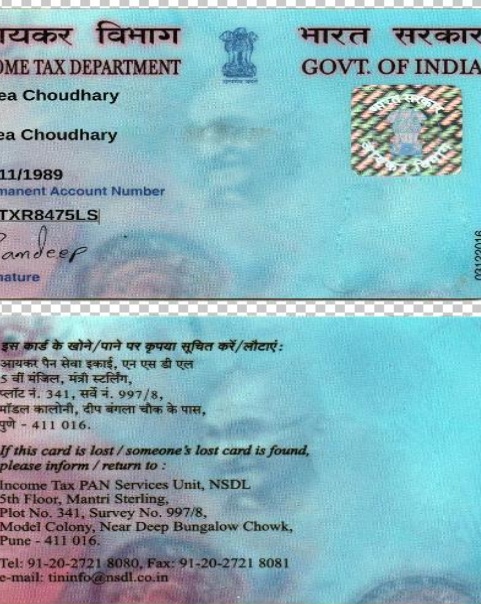 यकर विभाग
भारत सरकार
OME TAX DEPARTMENT
GOVT. OF INDIA
ea Choudhary
ea Choudhary
11/1989
manent Account Number
TXR8475LS
nature
03122016
भारत सरकार
आयकर विभाग
इस कार्ड के खोने/पाने पर कृपया सूचित करें/लौटाएं :
आयकर पैन सेवा इकाई, एन एस डी एल
5 वीं मंजिल, मंत्री स्टर्लिंग,
प्लॉट नं. 341, सर्वे नं. 997/8,
मॉडल कालोनी, दीप बंगला चौक के पास,
पुणे - 411 016.
If this card is lost / someone's lost card is found,
please inform / return to :
Income Tax PAN Services Unit, NSDL
5th Floor, Mantri Sterling,
Plot No. 341, Survey No. 997/8,
Model Colony, Near Deep Bungalow Chowk,
Pune - 411 016.
Tel: 91-20-2721 8080, Fax: 91-20-2721 8081
e-mail: tininfo@nsdl.co.in